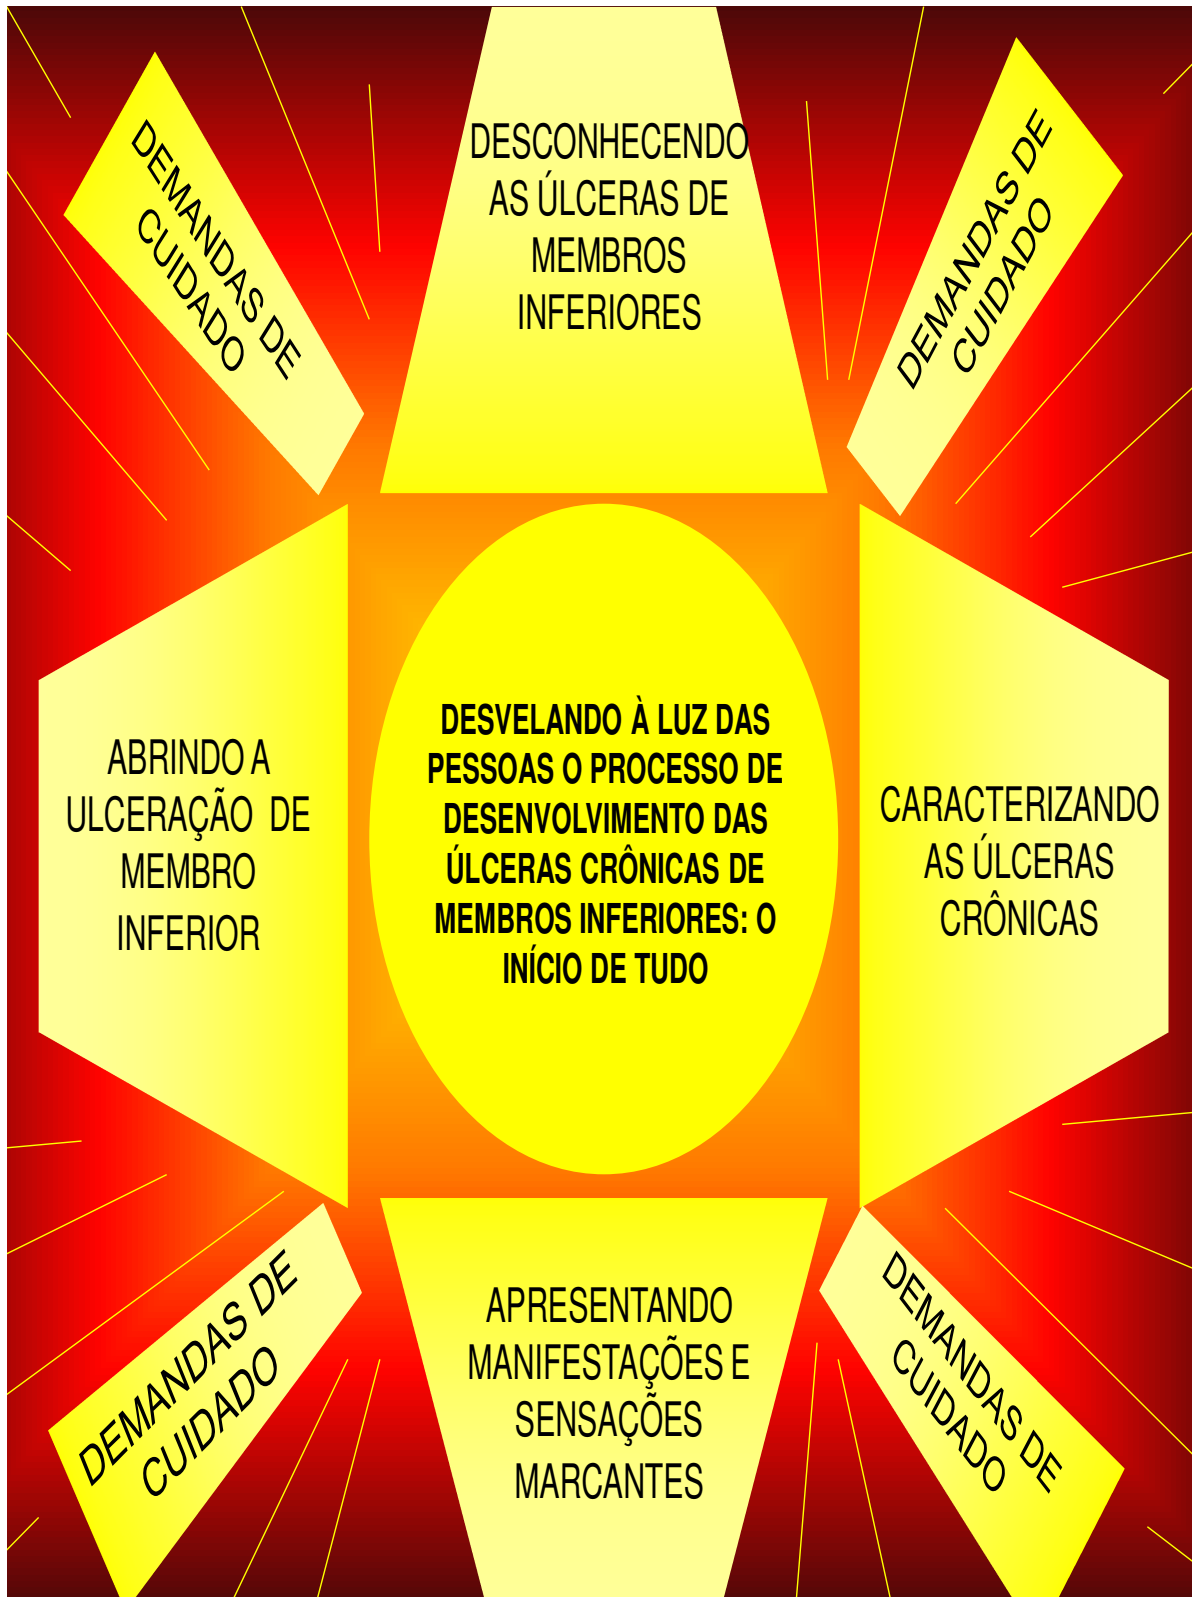 DEMANDAS DE
CUIDADO
DESCONHECENDO
AS ÚLCERAS DE
MEMBROS
INFERIORES
DEMANDAS DE
CUIDADO
ABRINDO A
ULCERAÇÃO DE
MEMBRO
INFERIOR
DESVELANDO À LUZ DAS
PESSOAS O PROCESSO DE
DESENVOLVIMENTO DAS
ÚLCERAS CRÔNICAS DE
MEMBROS INFERIORES: O
INÍCIO DE TUDO
CARACTERIZANDO
AS ÚLCERAS
CRÔNICAS
DEMANDAS DE
CUIDADO
APRESENTANDO
MANIFESTAÇÕES E
SENSAÇÕES
MARCANTES
DEMANDAS DE
CUIDADO